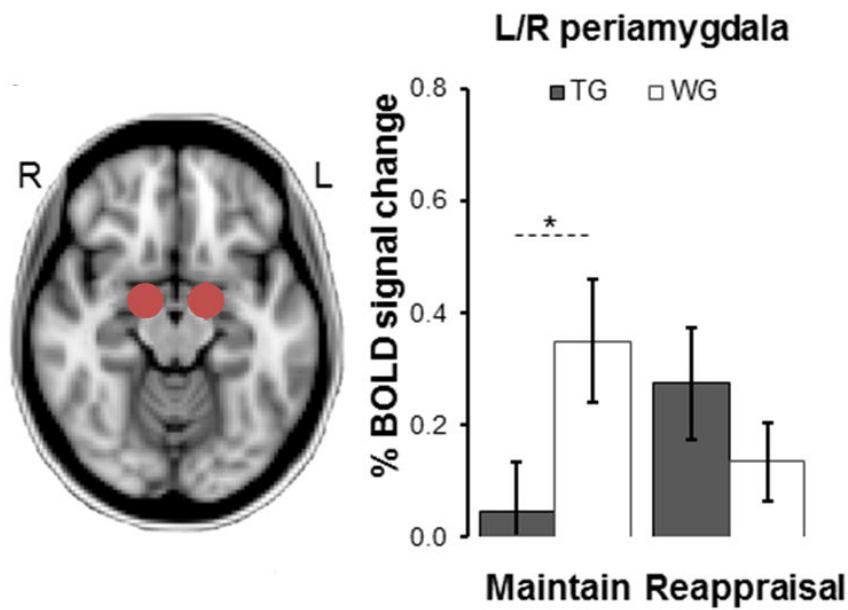 L/R periamygdala
R
L
% BOLD signal change
0.8
0.6
0.4
0.2
0.0
TG WG
*
Maintain Reappraisal